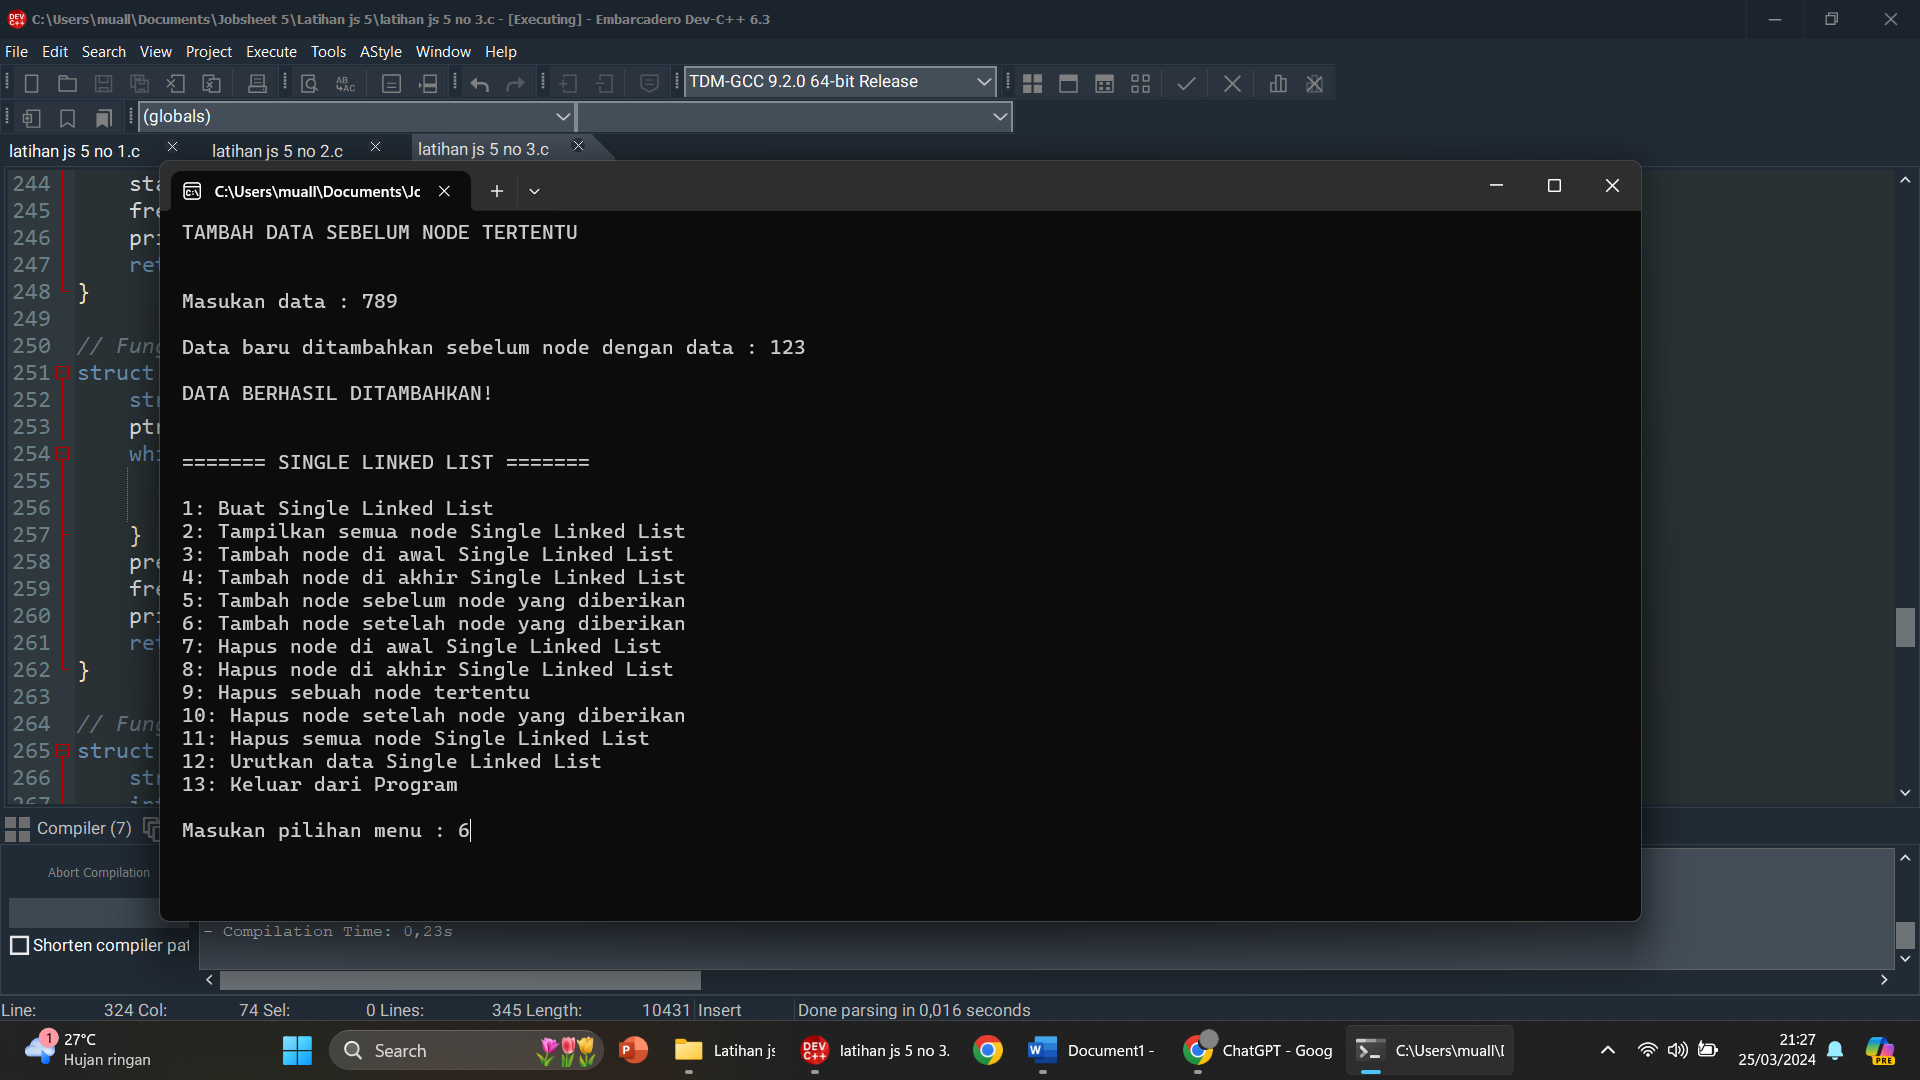 C:\Users\muall\Documents\Jobsheet 5\Latihan js 5\latihan js 5 no 3.c - [Executing] - Embarcadero Dev-C++ 6.3
File Edit Search View Project Execute Tools AStyle Window Help
TDM-GCC 9.2.0 64-bit Release
(globals)
latihan js 5 no 1.c latihan js 5 no 2.c latihan js 5 no 3.c
C:\Users\muall\Documents\Jc
TAMBAH DATA SEBELUM NODE TERTENTU
Masukan data : 789
Data baru ditambahkan sebelum node dengan data : 123
DATA BERHASIL DITAMBAHKAN!
======= SINGLE LINKED LIST =======
1: Buat Single Linked List
2: Tampilkan semua node Single Linked List
3: Tambah node di awal Single Linked List
4: Tambah node di akhir Single Linked List
5: Tambah node sebelum node yang diberikan
6: Tambah node setelah node yang diberikan
7: Hapus node di awal Single Linked List
8: Hapus node di akhir Single Linked List
9: Hapus sebuah node tertentu
10: Hapus node setelah node yang diberikan
11: Hapus semua node Single Linked List
12: Urutkan data Single Linked List
13: Keluar dari Program
Masukan pilihan menu : 6
244 sta
245 fre
246 pri
247 ret
248 }
249
250 // Fung
251 struct
252 str
253 ptr
254 whi
255
256
257 }
258 pre
259 fre
260 pri
261 ret
262 }
263
264 // Fung
265 struct
266 str
267 int
Compiler (7)
Abort Compilation
Shorten compiler pat
- Compilation Time: 0,23s
Line: 324 Col: 74 Sel: 0 Lines: 345 Length: 10431 Insert Done parsing in 0,016 seconds
1
27°C
Hujan ringan
Search
Latihan js
latihan js 5 no 3.
Document1 -
ChatGPT - Goog
C:\Users\muall\[
21:27
25/03/2024
PRE